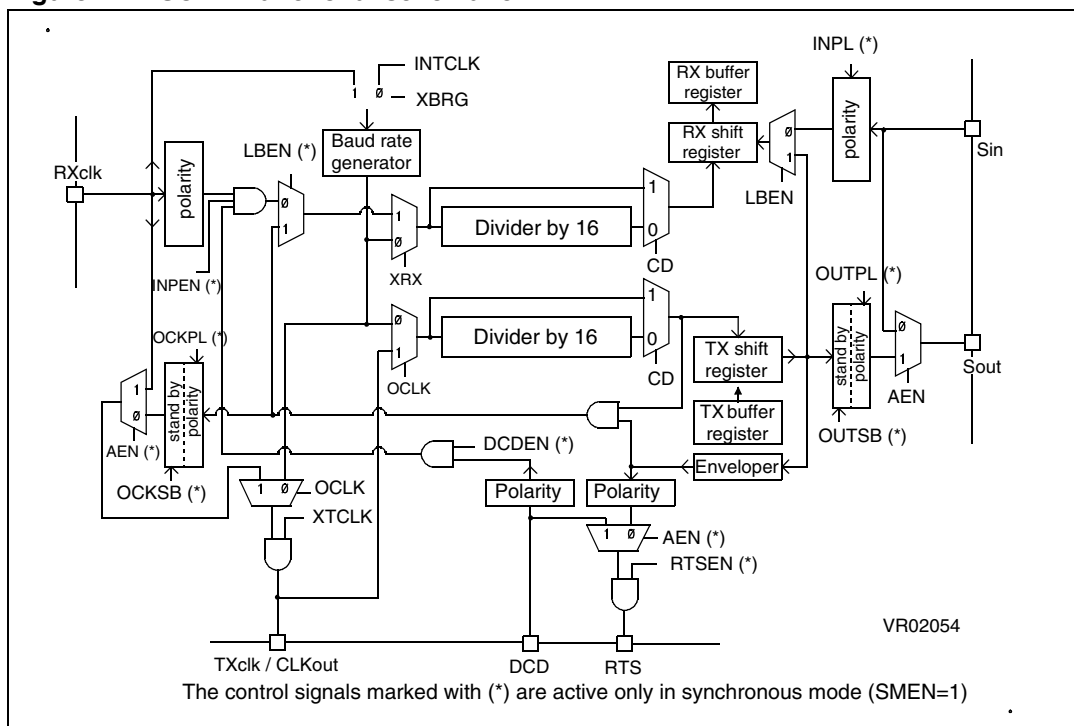 INPL (*)
INTCLK
1 0
XBRG
RX buffer
register
RX shift
register
Baud rate
generator
LBEN (*)
polarity
0
1
Sin
RXclk
polarity
LBEN
0
1
1
0
Divider by 16
1
0
XRX
CD
INPEN (*)
OUTPL (*)
OCKPL (*)
0
1
Divider by 16
1
0
TX shift
register
stand by
polarity
0
1
Sout
OCLK
CD
AEN
1
0
stand by
polarity
TX buffer
register
OUTSB (*)
AEN (*)
DCDEN (*)
Enveloper
OCKSB (*)
1 0
OCLK
Polarity
Polarity
XTCLK
1 0
AEN (*)
RTSEN (*)
VR02054
TXclk / CLKout
DCD
RTS
The control signals marked with (*) are active only in synchronous mode (SMEN=1)